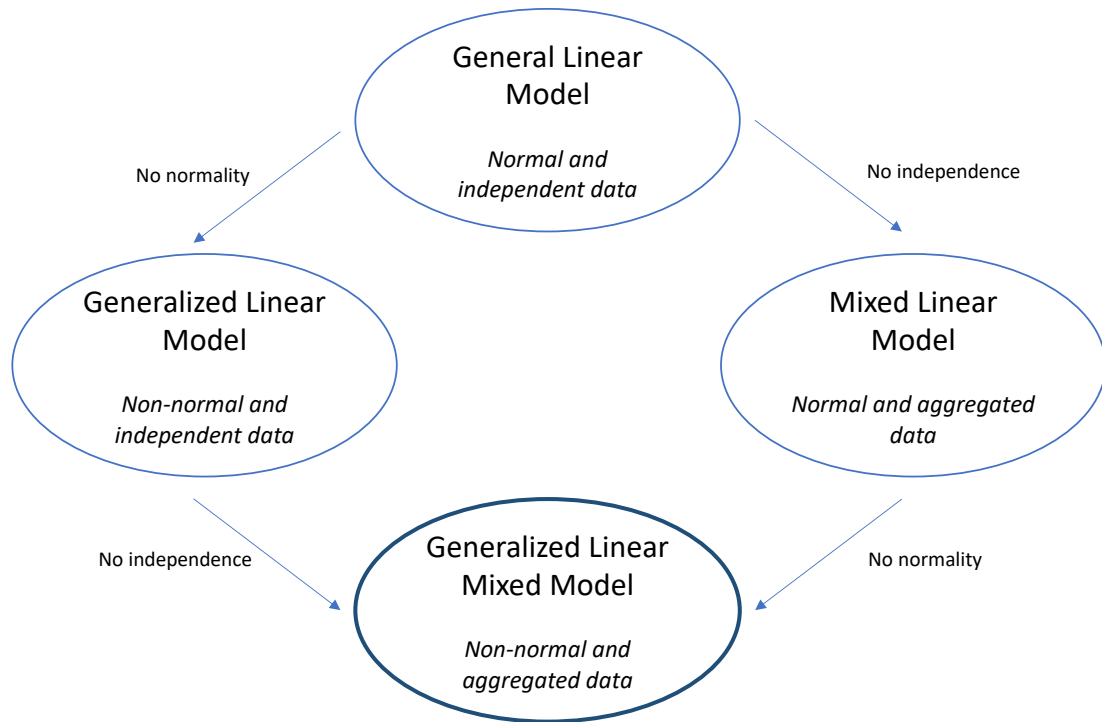 General Linear
Model
Normal and
independent data
No normality
No independence
Generalized Linear
Model
Non-normal and
independent data
Mixed Linear
Model
Normal and aggregated
data
No independence
No normality
Generalized Linear
Mixed Model
Non-normal and
aggregated data